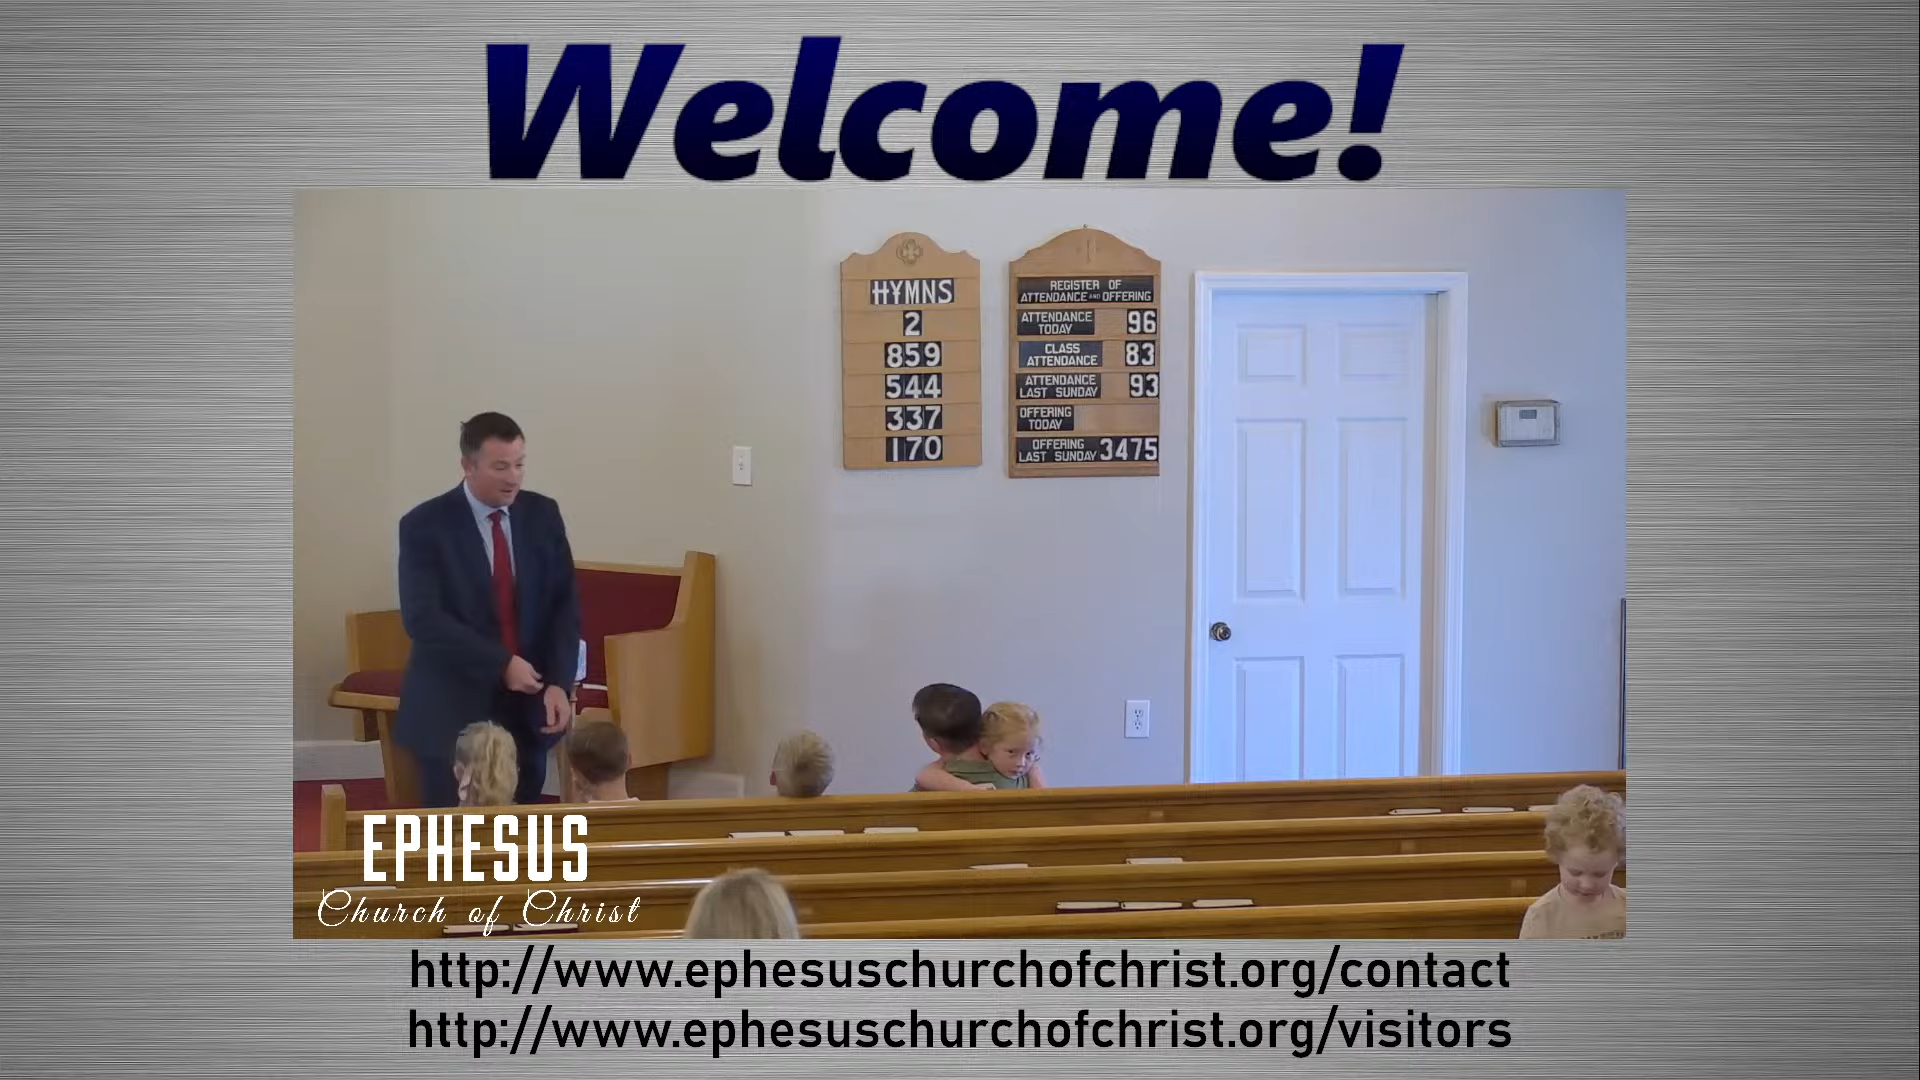 Welcome!
HYMNS
2
859
544
337
170
REGISTER OF
ATTENDANCE AND OFFERING
ATTENDANCE
TODAY 96
CLASS
ATTENDANCE 83
ATTENDANCE
LAST SUNDAY 93
OFFERING
TODAY
OFFERING
LAST SUNDAY 3475
EPHESUS
Church of Christ
http://www.ephesuschurchofchrist.org/contact
http://www.ephesuschurchofchrist.org/visitors